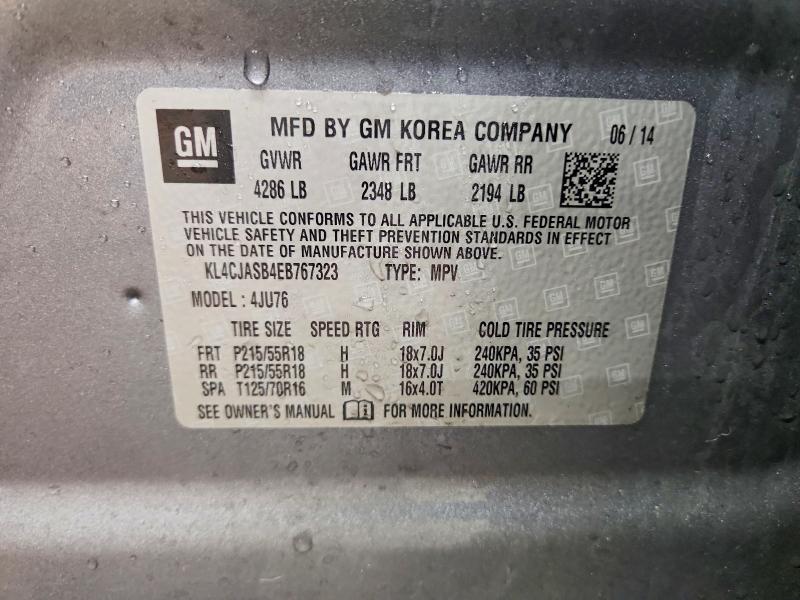 GM
MFD BY GM KOREA COMPANY 06 / 14
GVWR GAWR FRT GAWR RR
4286 LB 2348 LB 2194 LB
THIS VEHICLE CONFORMS TO ALL APPLICABLE U.S. FEDERAL MOTOR
VEHICLE SAFETY AND THEFT PREVENTION STANDARDS IN EFFECT
ON THE DATE OF MANUFACTURE SHOWN ABOVE.
KL4CJASB4EB767323 TYPE: MPV
MODEL : 4JU76
TIRE SIZE SPEED RTG RIM COLD TIRE PRESSURE
FRT P215/55R18 H 18x7.0J 240KPA, 35 PSI
RR P215/55R18 H 18x7.0J 240KPA, 35 PSI
SPA T125/70R16 M 16x4.0T 420KPA, 60 PSI
SEE OWNER'S MANUAL FOR MORE INFORMATION.